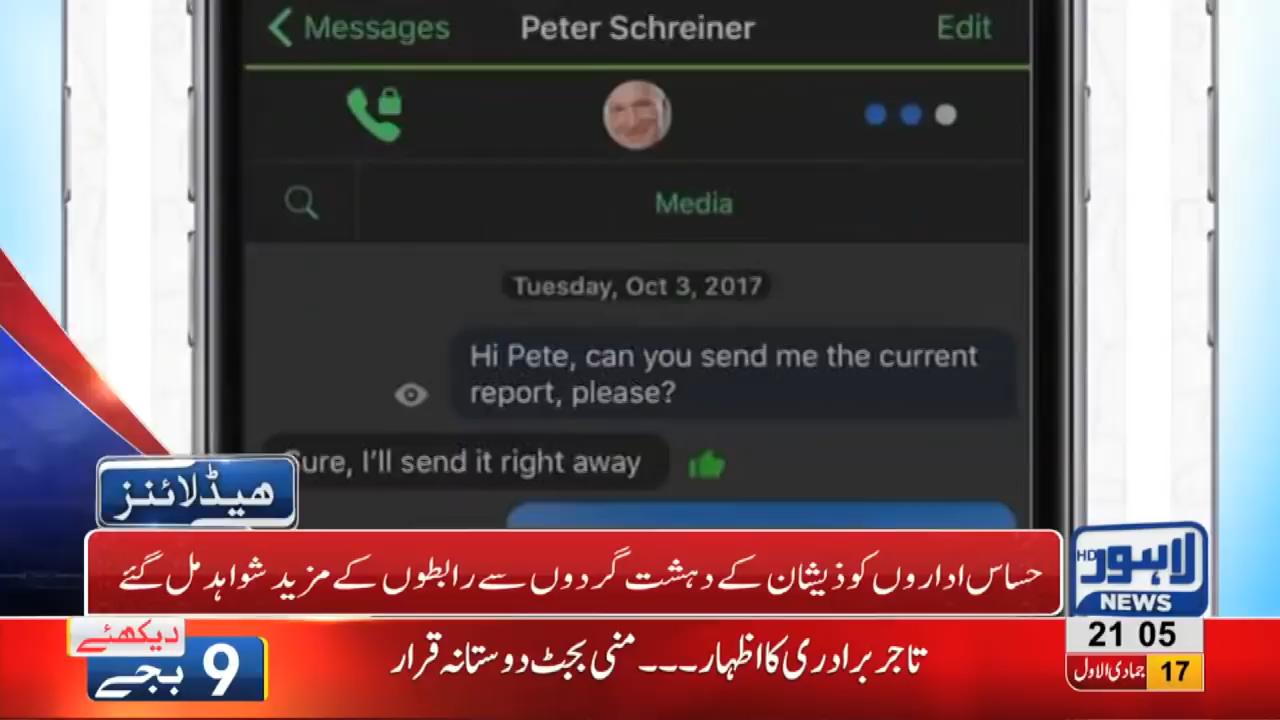 Messages
Peter Schreiner
Edit
Media
Tuesday, Oct 3, 2017
Hi Pete, can you send me the current
report, please?
Sure, I'll send it right away
ھیڈلائنز
حساس اداروں کو ذیشان کے دہشت گردوں سے رابطوں کے مزید شواہد مل گئے
لاہور HD
NEWS
دیکھئے
9 بجے
تاجر برادری کا اظہار۔۔۔ منی بجٹ دوستانہ قرار
21 05
17 جمادی الاول